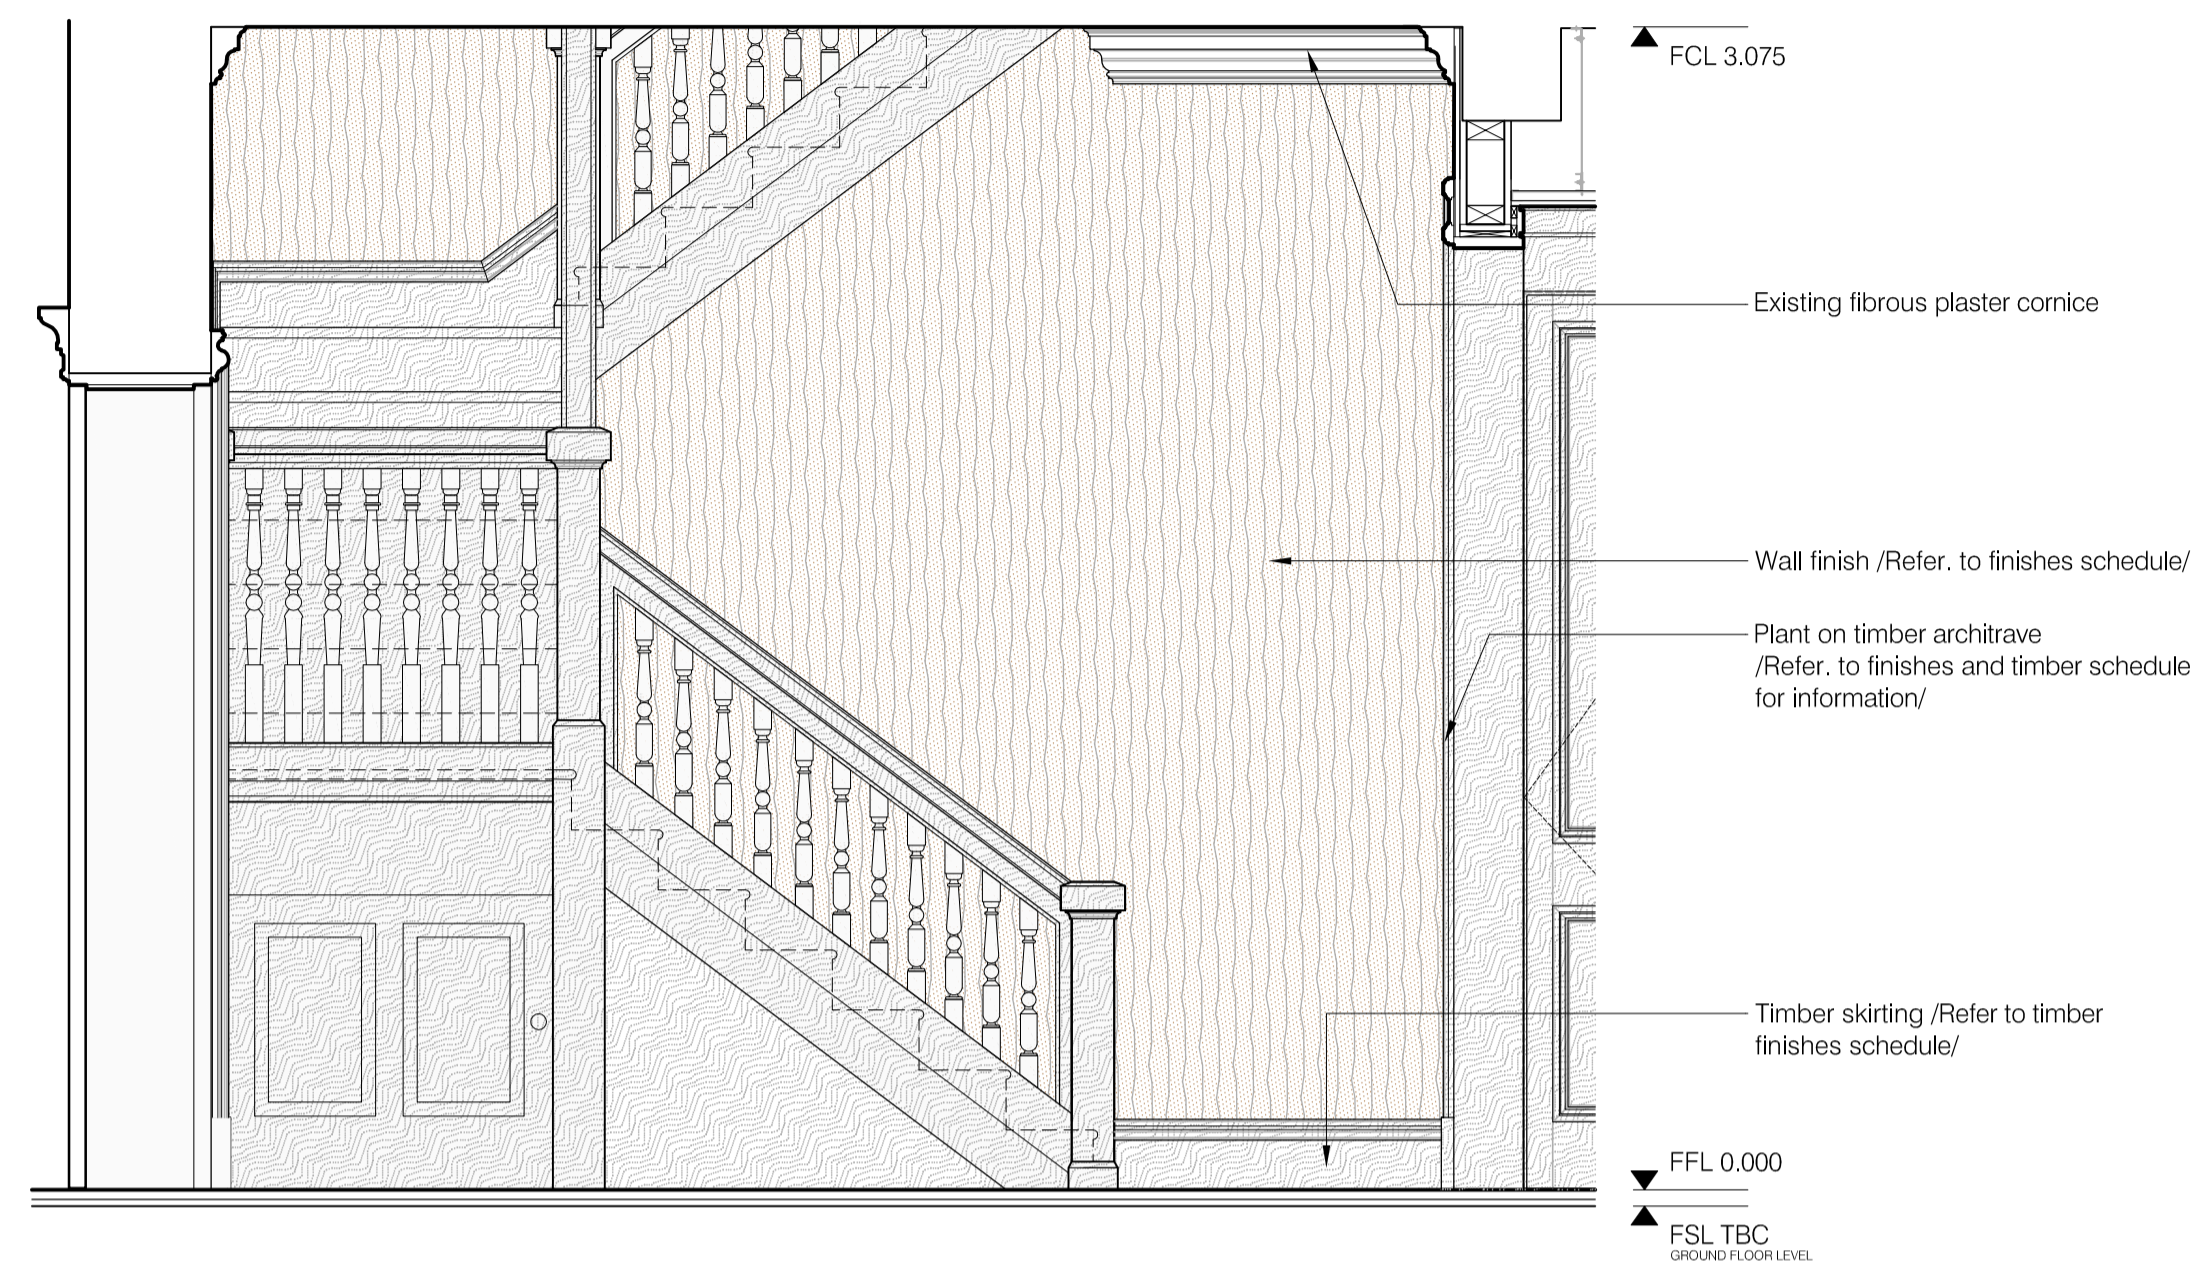 FCL 3.075
Existing fibrous plaster cornice
Wall finish /Refer. to finishes schedule/
Plant on timber architrave
/Refer. to finishes and timber schedule
for information/
Timber skirting /Refer to timber
finishes schedule/
FFL 0.000
FSL TBC
GROUND FLOOR LEVEL